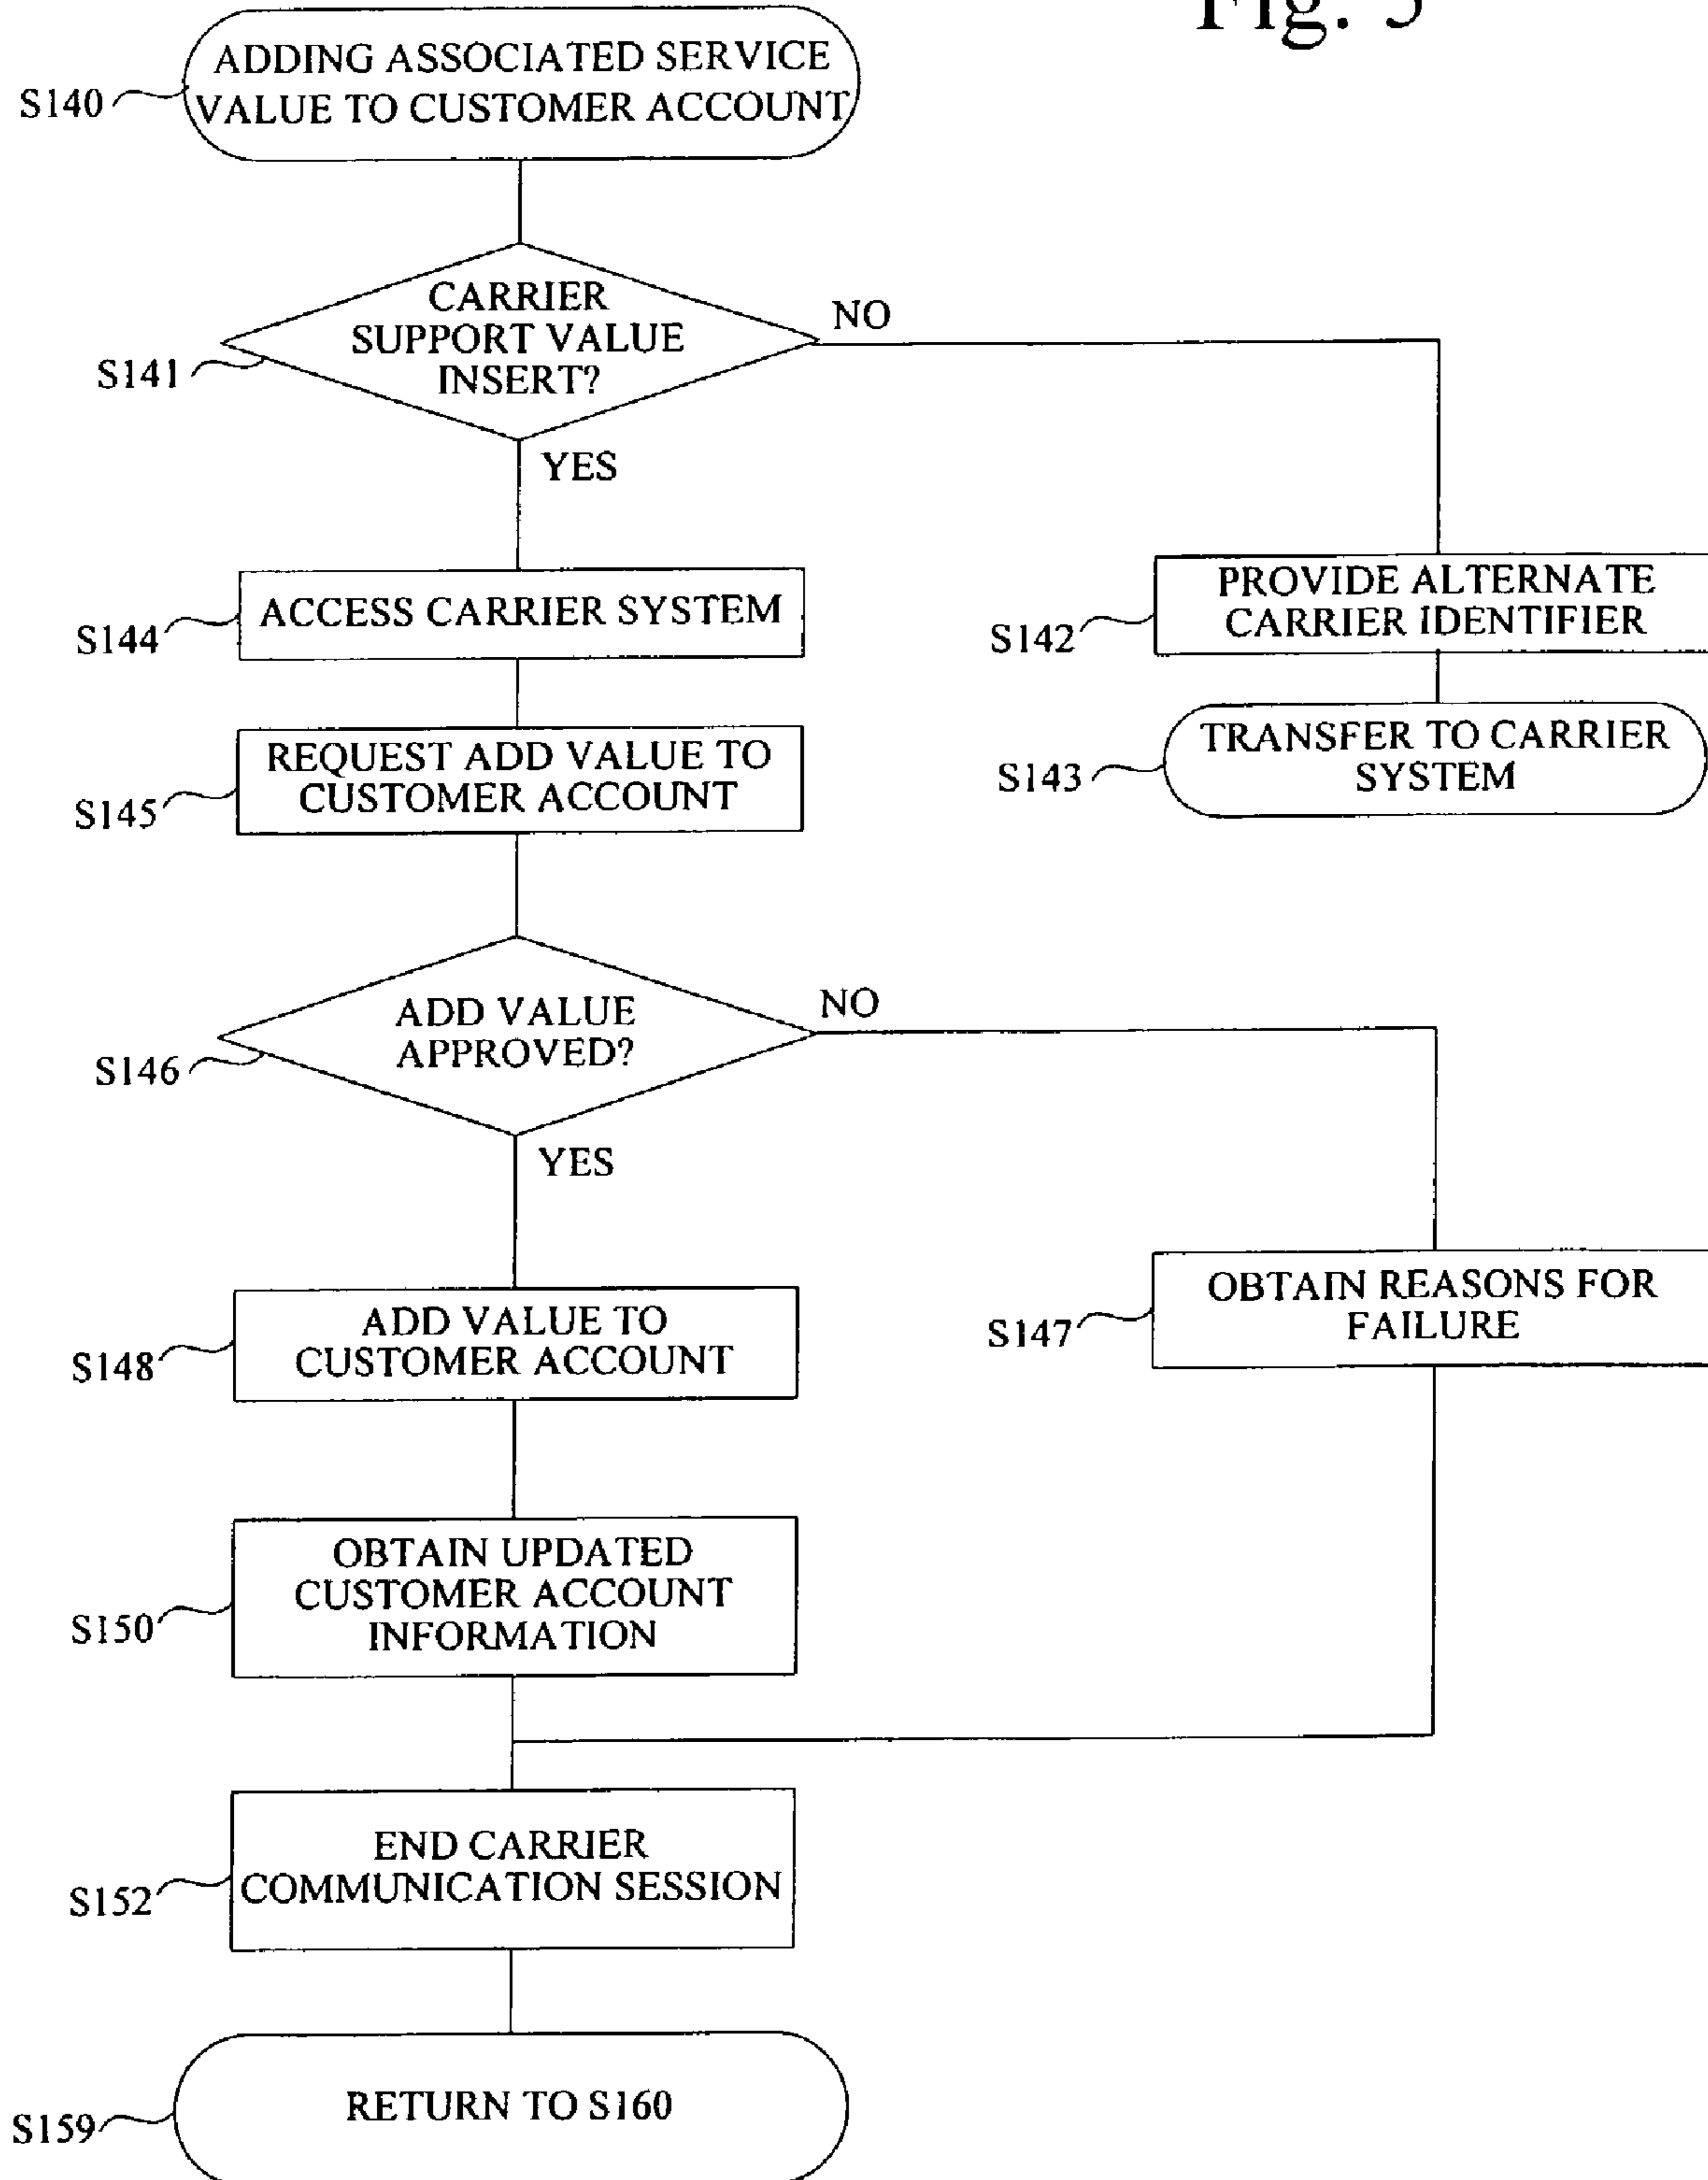 Fig. 5
ADDING ASSOCIATED SERVICE
VALUE TO CUSTOMER ACCOUNT
S140
CARRIER
SUPPORT VALUE
INSERT?
S141
NO
YES
ACCESS CARRIER SYSTEM
S144
PROVIDE ALTERNATE
CARRIER IDENTIFIER
S142
REQUEST ADD VALUE TO
CUSTOMER ACCOUNT
S145
TRANSFER TO CARRIER
SYSTEM
S143
ADD VALUE
APPROVED?
S146
NO
YES
ADD VALUE TO
CUSTOMER ACCOUNT
S148
OBTAIN REASONS FOR
FAILURE
S147
OBTAIN UPDATED
CUSTOMER ACCOUNT
INFORMATION
S150
END CARRIER
COMMUNICATION SESSION
S152
RETURN TO S160
S159